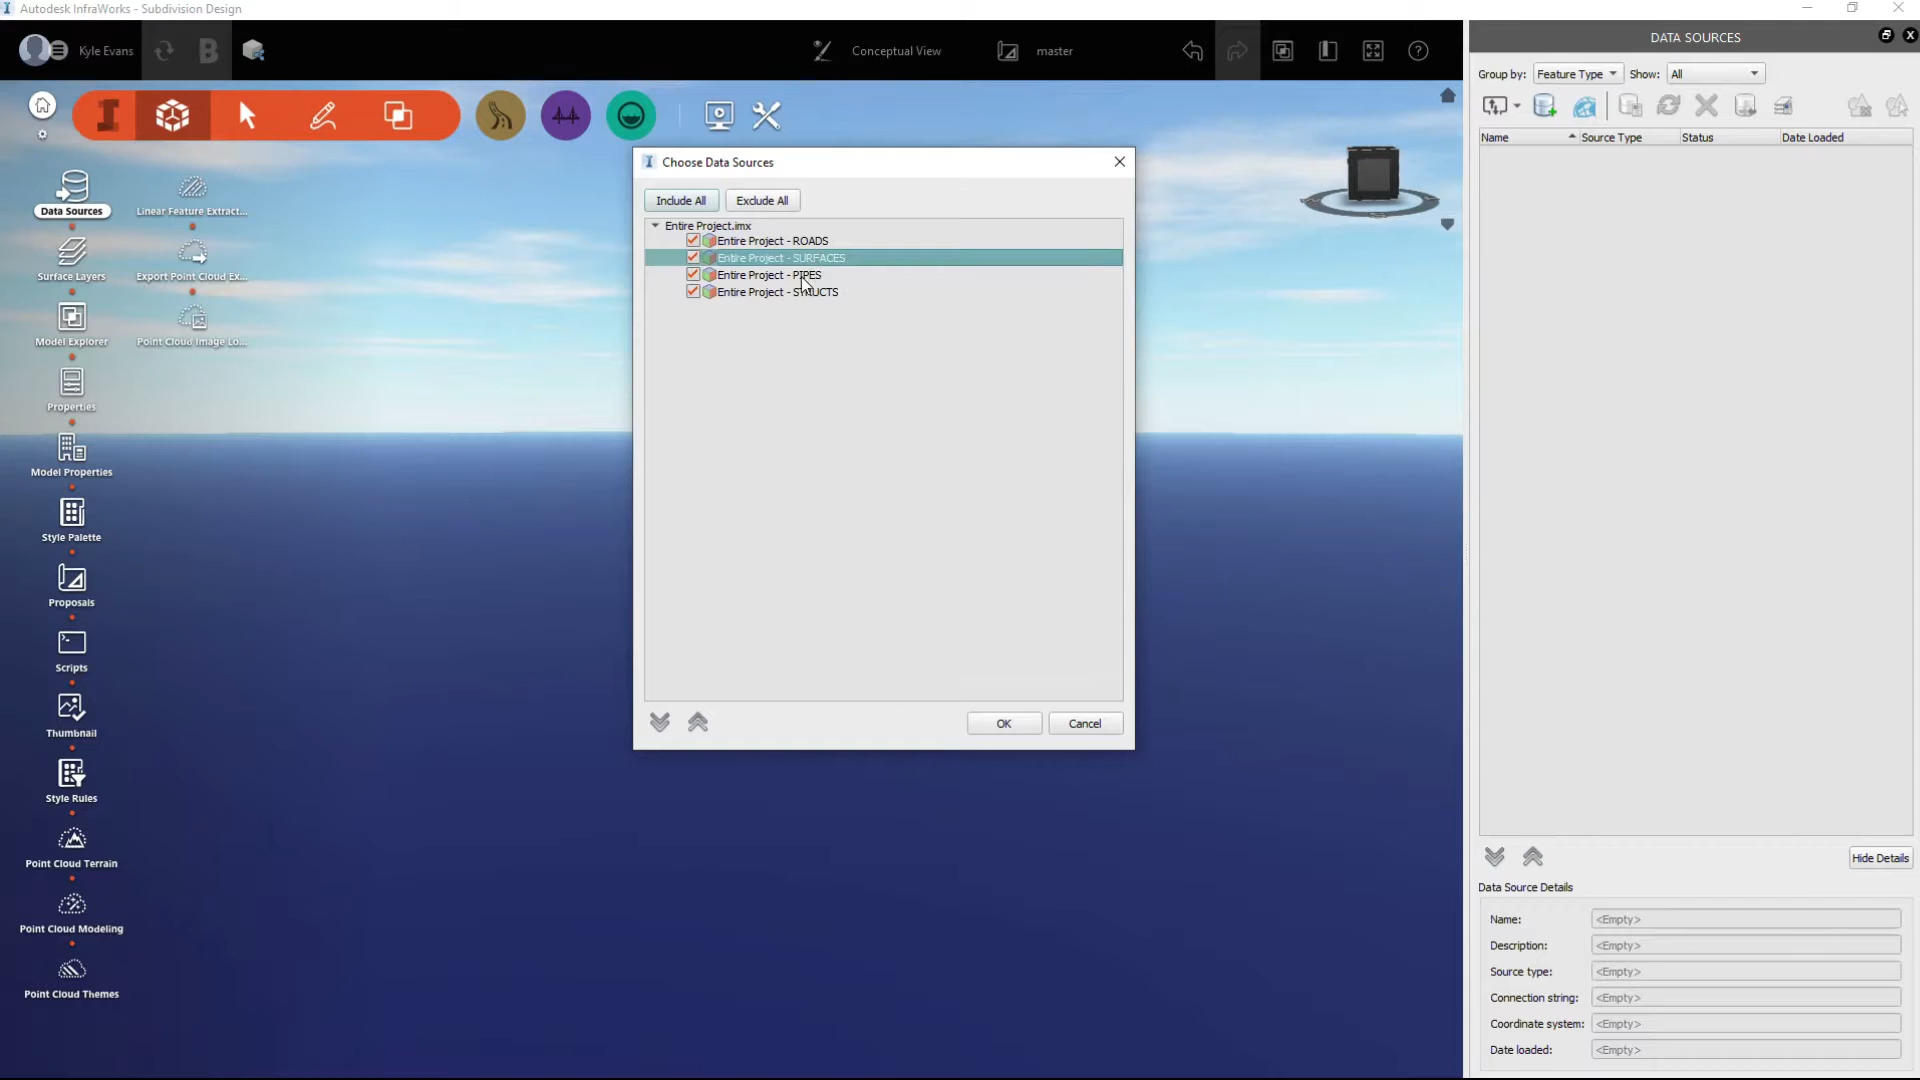 Autodesk InfraWorks - Subdivision Design
Kyle Evans
Conceptual View
master
Data Sources
Linear Feature Extract...
Surface Layers
Export Point Cloud Ex...
Model Explorer
Point Cloud Image Lo...
Properties
Model Properties
Style Palette
Proposals
Scripts
Thumbnail
Style Rules
Point Cloud Terrain
Point Cloud Modeling
Point Cloud Themes
Choose Data Sources
Include All
Exclude All
Entire Project.imx
Entire Project - ROADS
Entire Project - SURFACES
Entire Project - PIPES
Entire Project - STRUCTS
OK
Cancel
DATA SOURCES
Group by: Feature Type Show: All
Name Source Type Status Date Loaded
Hide Details
Data Source Details
Name: <Empty>
Description: <Empty>
Source type: <Empty>
Connection string: <Empty>
Coordinate system: <Empty>
Date loaded: <Empty>